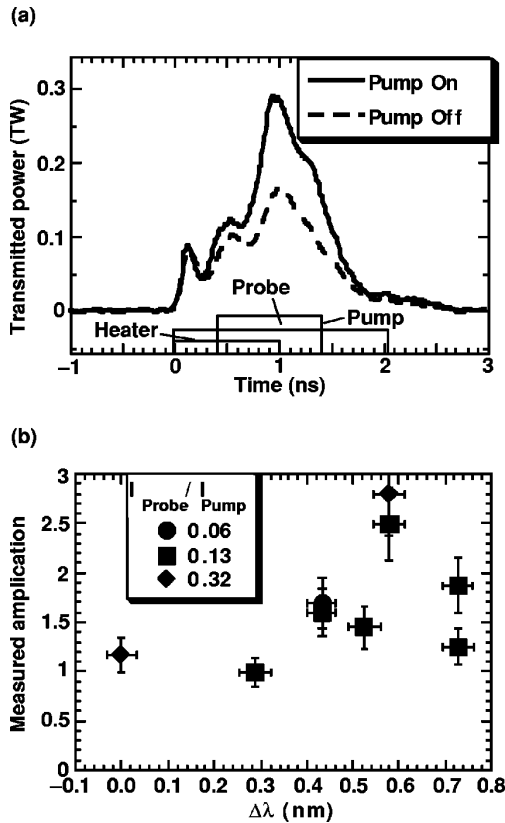 (a)
Transmitted power (TW)
0.3
0.2
0.1
0
Pump On
Pump Off
Probe
Pump
Heater
−1 0 1 2 3
Time (ns)
(b)
Measured amplication
3
2.5
2
1.5
1
0.5
0
I Probe / I Pump
0.06
0.13
0.32
−0.1 0.0 0.1 0.2 0.3 0.4 0.5 0.6 0.7 0.8
Δλ (nm)